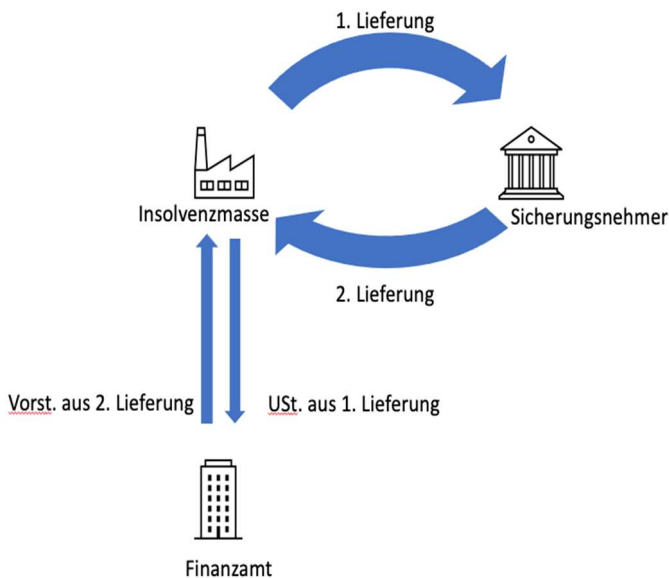 1. Lieferung
Insolvenzmasse
Sicherungsnehmer
2. Lieferung
Vorst. aus 2. Lieferung
USt. aus 1. Lieferung
Finanzamt